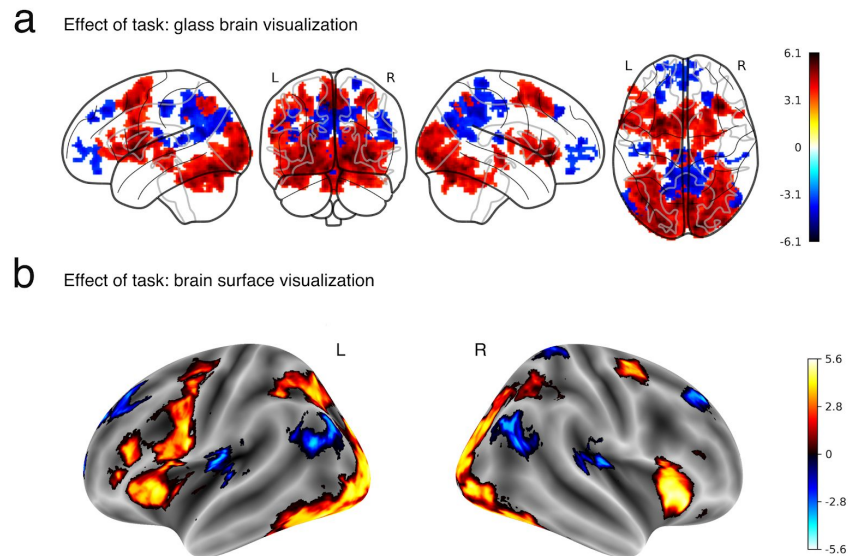 a
Effect of task: glass brain visualization
L
R
L
R
6.1
3.1
0
-3.1
-6.1
b
Effect of task: brain surface visualization
L
R
5.6
2.8
0
-2.8
-5.6